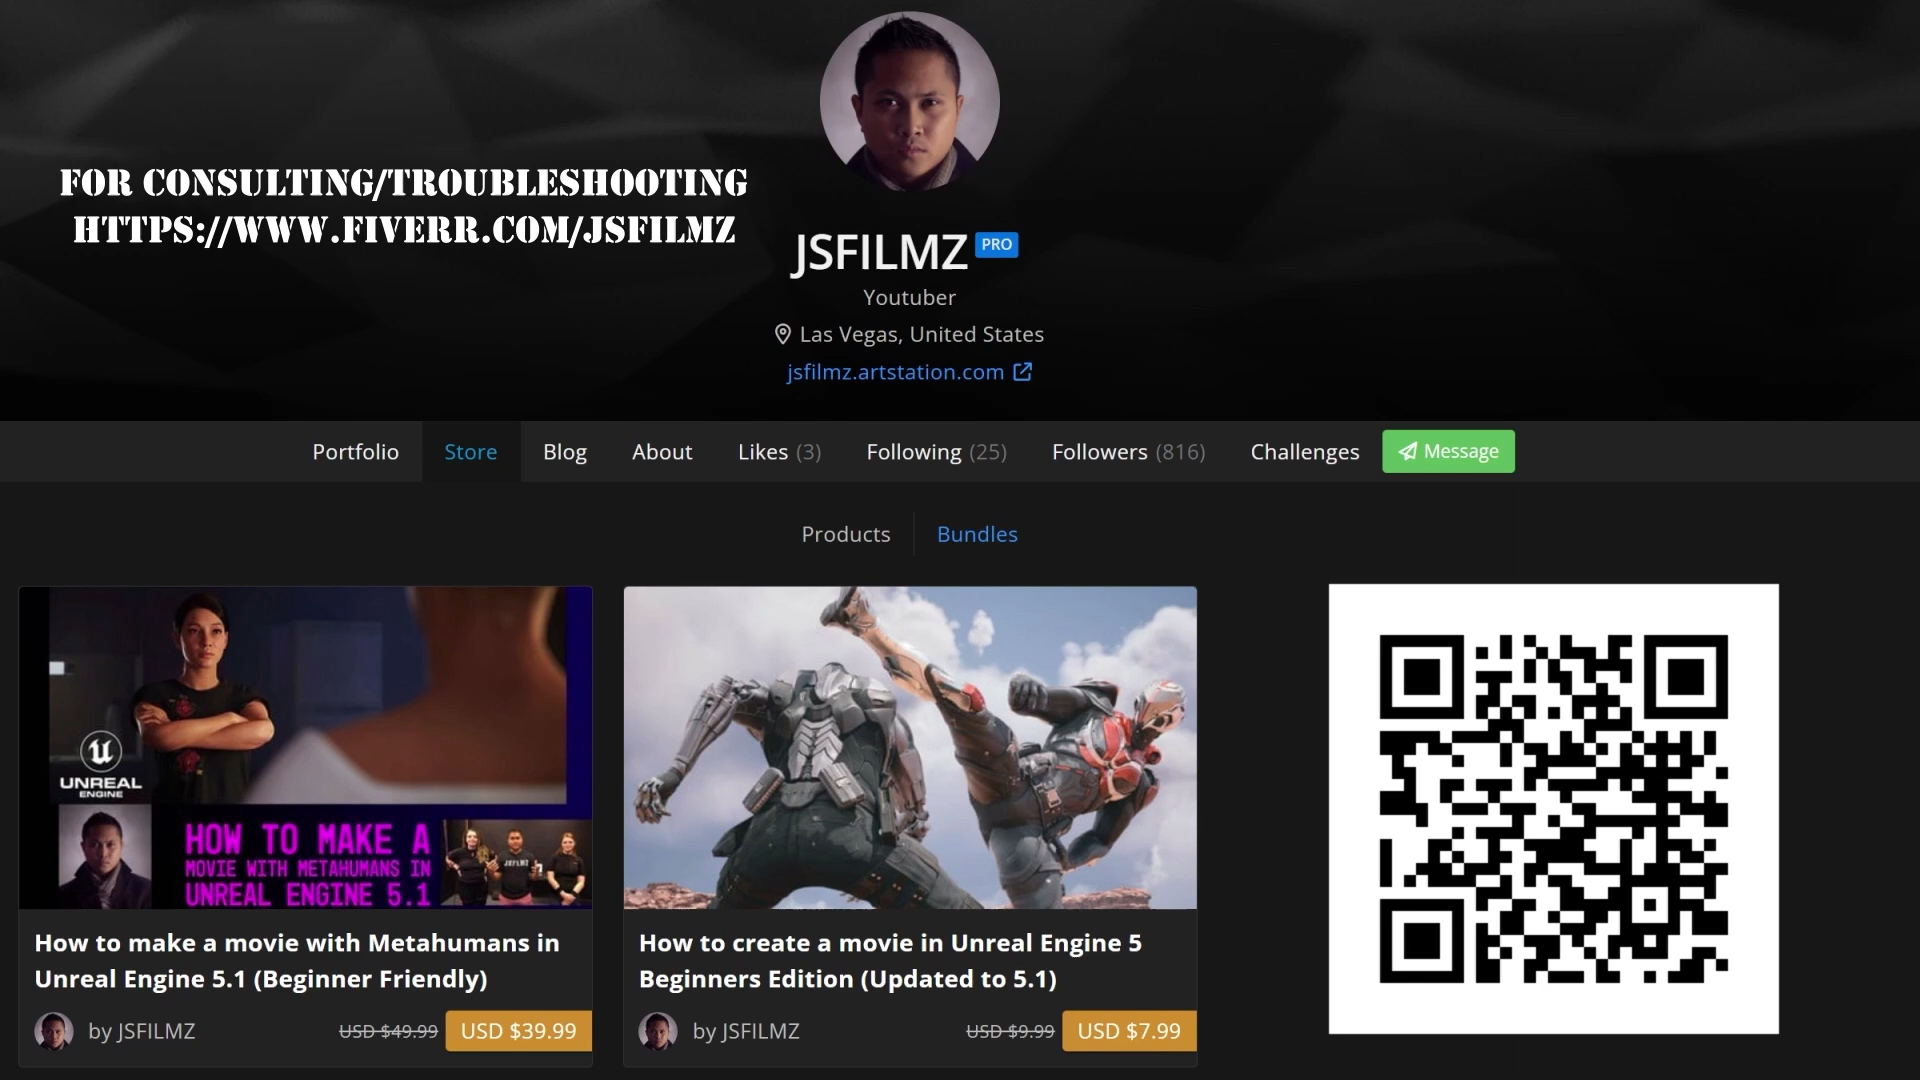 FOR CONSULTING/TROUBLESHOOTING
HTTPS://WWW.FIVERR.COM/JSFILMZ
JSFILMZ PRO
Youtuber
Las Vegas, United States
jsfilmz.artstation.com
Portfolio Store Blog About Likes (3) Following (25) Followers (816) Challenges Message
Products Bundles
UNREAL
ENGINE
HOW TO MAKE A
MOVIE WITH METAHUMANS IN
UNREAL ENGINE 5.1
JSFLMZ
How to make a movie with Metahumans in
Unreal Engine 5.1 (Beginner Friendly)
by JSFILMZ USD $49.99 USD $39.99
How to create a movie in Unreal Engine 5
Beginners Edition (Updated to 5.1)
by JSFILMZ USD $9.99 USD $7.99